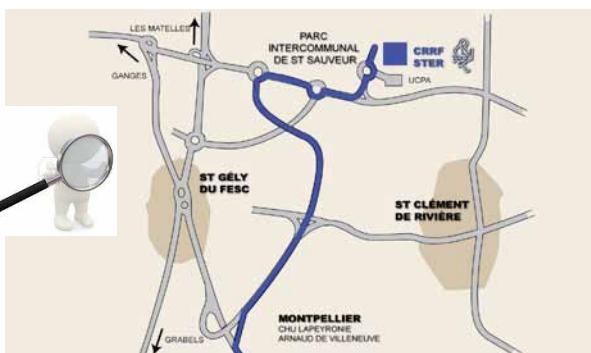 LES MATELLES
PARC
INTERCOMMUNAL
DE ST SAUVEUR
CRRF
STER
GANGES
UCPA
ST GÉLY
DU FESC
ST CLÉMENT
DE RIVIÈRE
MONTPELLIER
CHU LAPEYRONIE
ARNAUD DE VILLENEUVE
GRABELS